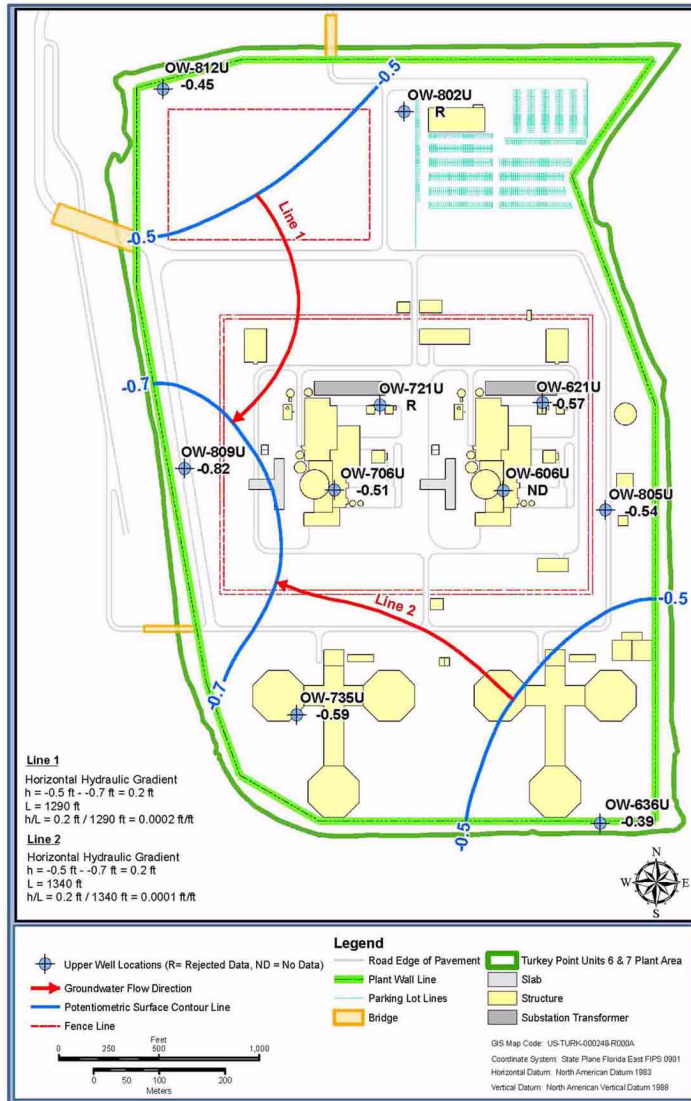 OW-812U
-0.45
-0.5
OW-802U
R
-0.5
Line 1
-0.7
OW-721U
R
OW-621U
-0.57
OW-809U
-0.82
OW-706U
-0.51
OW-606U
ND
OW-805U
-0.54
Line 2
-0.5
-0.7
OW-735U
-0.59
Line 1
Horizontal Hydraulic Gradient
h = -0.5 ft - -0.7 ft = 0.2 ft
L = 1290 ft
h/L = 0.2 ft / 1290 ft = 0.0002 ft/ft
Line 2
Horizontal Hydraulic Gradient
h = -0.5 ft - -0.7 ft = 0.2 ft
L = 1340 ft
h/L = 0.2 ft / 1340 ft = 0.0001 ft/ft
-0.5
OW-636U
-0.39
N
W E
S
Legend
Upper Well Locations (R= Rejected Data, ND = No Data)
Groundwater Flow Direction
Potentiometric Surface Contour Line
Fence Line
Feet
0 250 500 1,000
0 50 100 200
Meters
Road Edge of Pavement
Plant Wall Line
Parking Lot Lines
Bridge
Turkey Point Units 6 & 7 Plant Area
Slab
Structure
Substation Transformer
GIS Map Code: US-TURK-000248-R000A
Coordinate System: State Plane Florida East FIPS 0901
Horizontal Datum: North American Datum 1983
Vertical Datum: North American Vertical Datum 1988